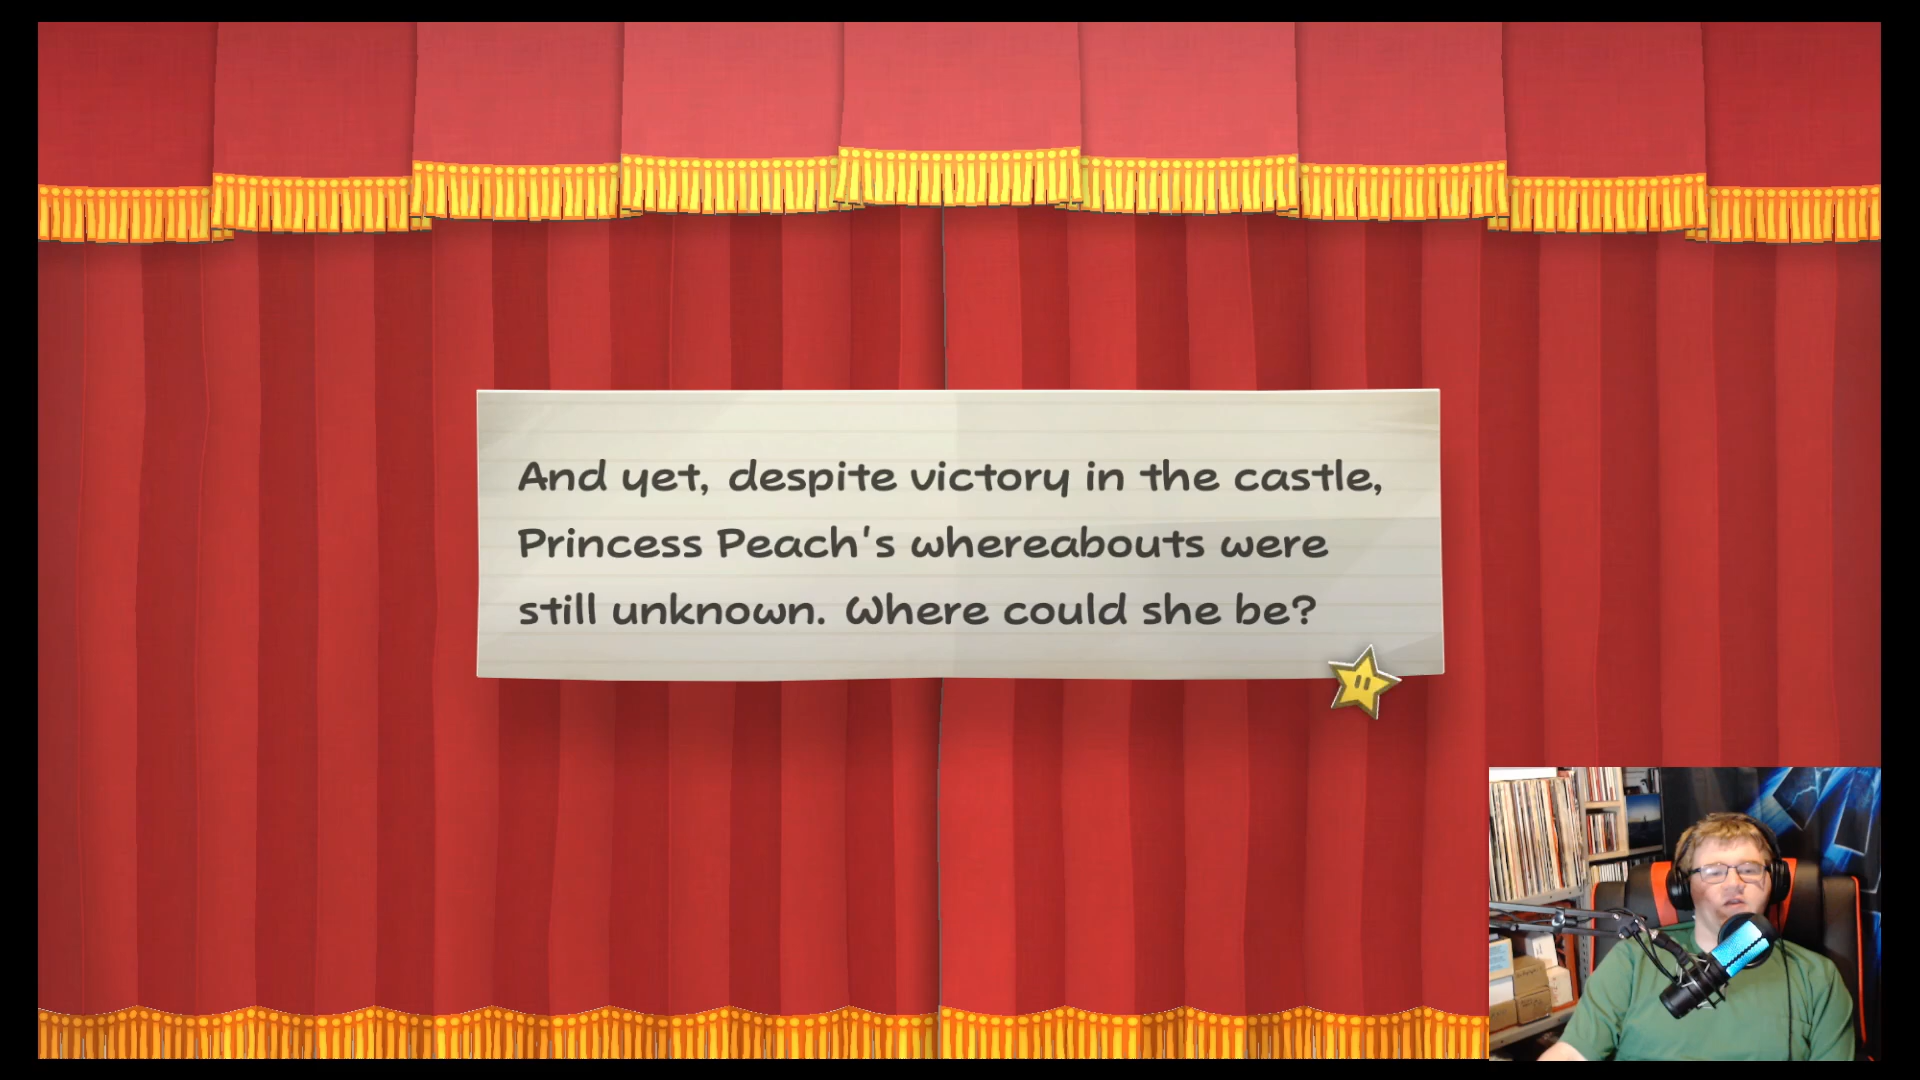 And yet, despite victory in the castle,
Princess Peach's whereabouts were
still unknown. Where could she be?